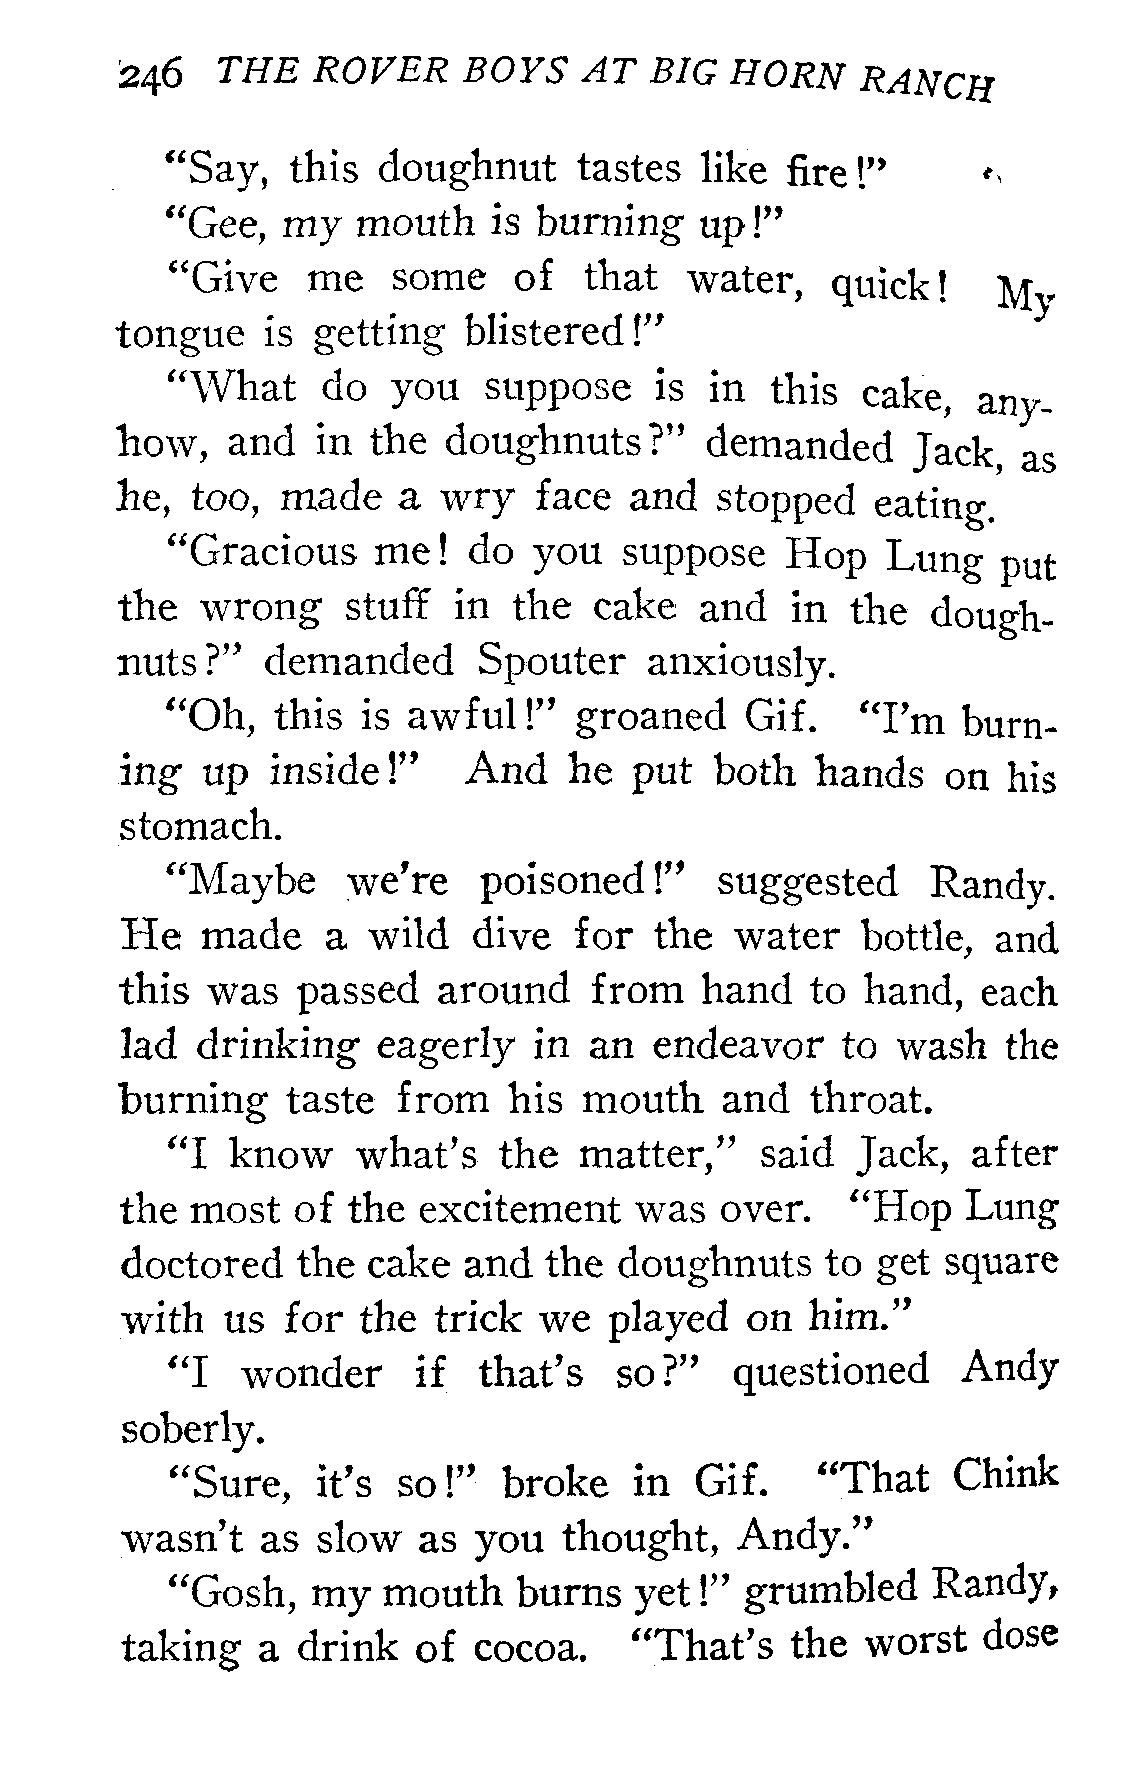 246 THE ROVER BOYS AT BIG HORN RANCH
"Say, this doughnut tastes like fire!"
"Gee, my mouth is burning up!"
"Give me some of that water, quick! My
tongue is getting blistered!"
"What do you suppose is in this cake, any-
how, and in the doughnuts?" demanded Jack, as
he, too, made a wry face and stopped eating.
"Gracious me! do you suppose Hop Lung put
the wrong stuff in the cake and in the dough-
nuts?" demanded Spouter anxiously.
"Oh, this is awful!" groaned Gif. "I'm burn-
ing up inside!" And he put both hands on his
stomach.
"Maybe we're poisoned!" suggested Randy.
He made a wild dive for the water bottle, and
this was passed around from hand to hand, each
lad drinking eagerly in an endeavor to wash the
burning taste from his mouth and throat.
"I know what's the matter," said Jack, after
the most of the excitement was over. "Hop Lung
doctored the cake and the doughnuts to get square
with us for the trick we played on him."
"I wonder if that's so?" questioned Andy
soberly.
"Sure, it's so!" broke in Gif. "That Chink
wasn't as slow as you thought, Andy."
"Gosh, my mouth burns yet!" grumbled Randy,
taking a drink of cocoa. "That's the worst dose